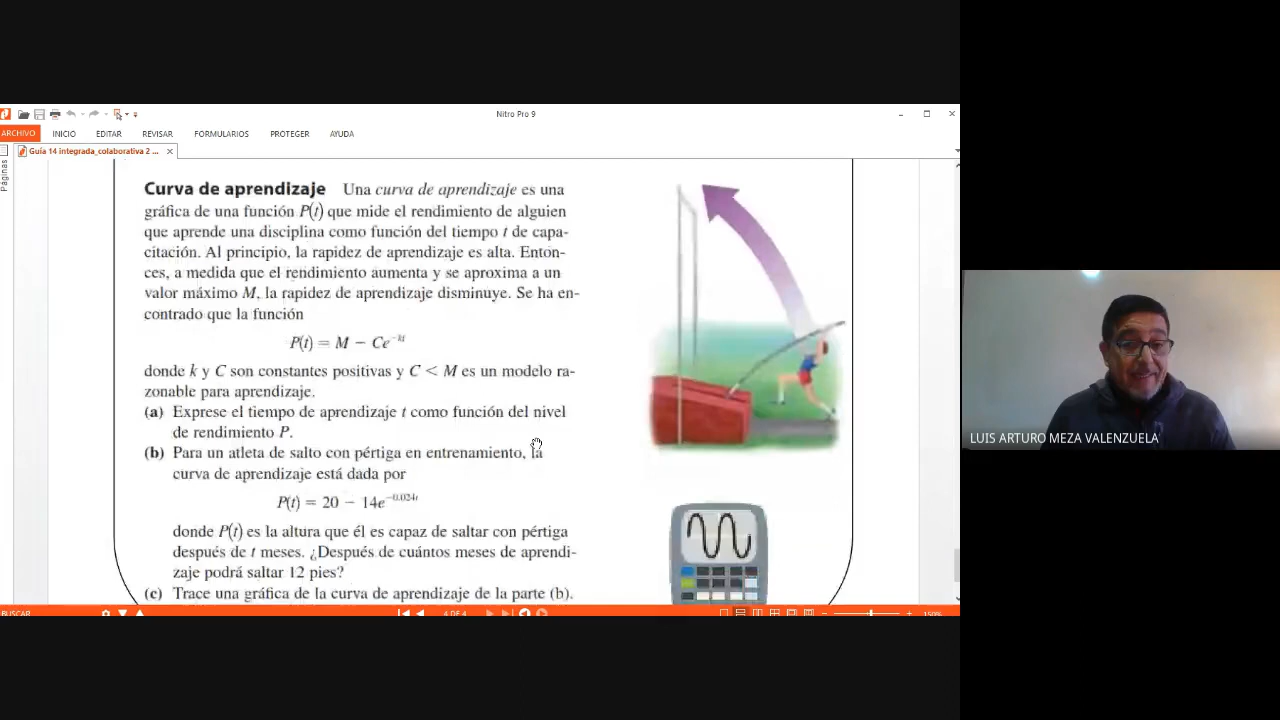 Nitro Pro 9
ARCHIVO INICIO EDITAR REVISAR FORMULARIOS PROTEGER AYUDA
Guía 14 integrada_colaborativa 2 ...
Páginas
Curva de aprendizaje Una curva de aprendizaje es una
gráfica de una función P(t) que mide el rendimiento de alguien
que aprende una disciplina como función del tiempo t de capa-
citación. Al principio, la rapidez de aprendizaje es alta. Enton-
ces, a medida que el rendimiento aumenta y se aproxima a un
valor máximo M, la rapidez de aprendizaje disminuye. Se ha en-
contrado que la función
P(t) = M − Ce^{−kt}
donde k y C son constantes positivas y C < M es un modelo ra-
zonable para aprendizaje.
(a) Exprese el tiempo de aprendizaje t como función del nivel
de rendimiento P.
(b) Para un atleta de salto con pértiga en entrenamiento, la
curva de aprendizaje está dada por
P(t) = 20 − 14e^{−0.024t}
donde P(t) es la altura que él es capaz de saltar con pértiga
después de t meses. ¿Después de cuántos meses de aprendi-
zaje podrá saltar 12 pies?
(c) Trace una gráfica de la curva de aprendizaje de la parte (b).
BUSCAR 4 DE 4 150%
LUIS ARTURO MEZA VALENZUELA